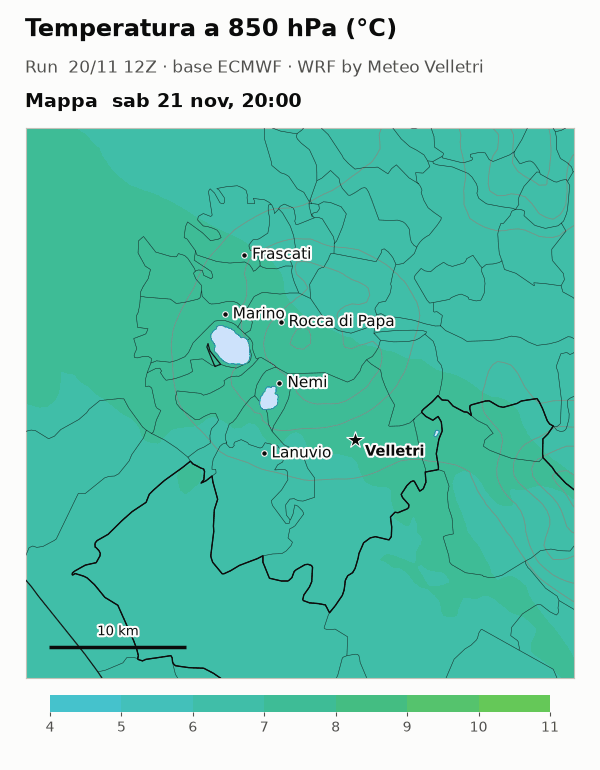 Temperatura a 850 hPa (°C)
Run 20/11 12Z · base ECMWF · WRF by Meteo Velletri
Mappa sab 21 nov, 20:00
Frascati
Marino
Rocca di Papa
Nemi
Velletri
Lanuvio
10 km
4 5 6 7 8 9 10 11